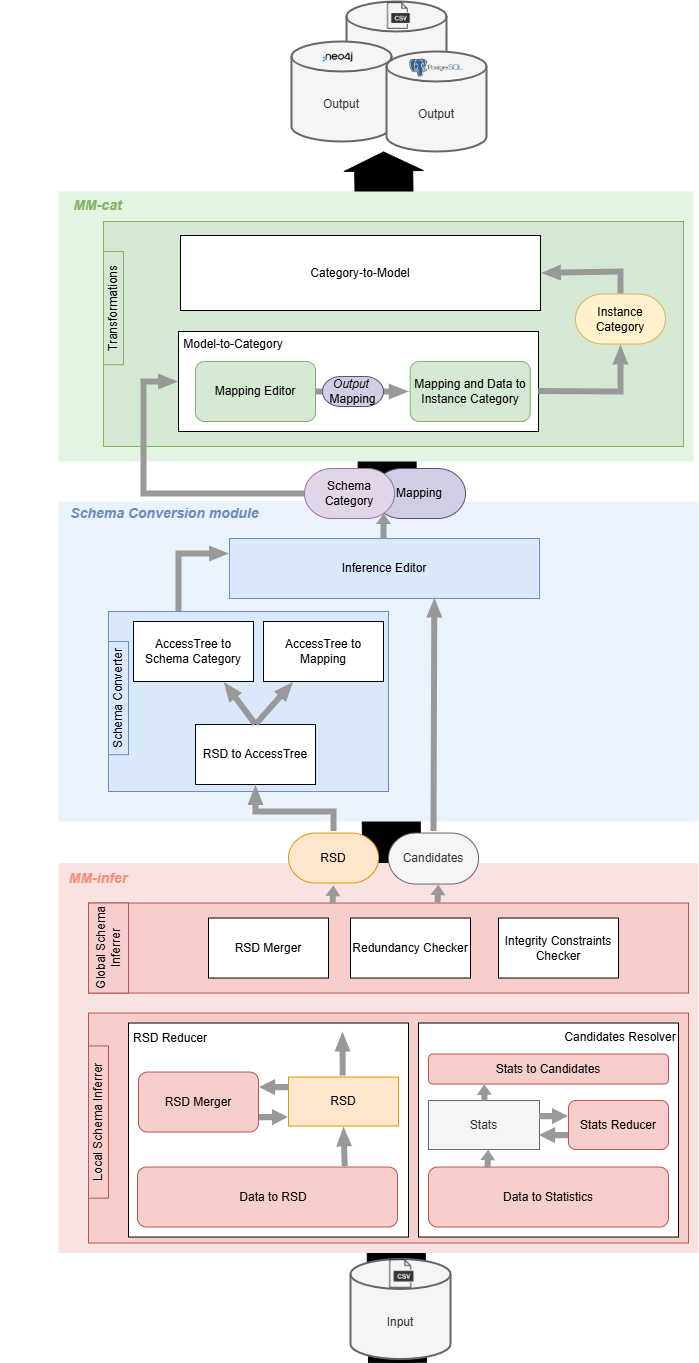 CSV
neo4j
PostgreSQL
Output
Output
MM-cat
Transformations
Category-to-Model
Instance
Category
Model-to-Category
Mapping Editor
Output
Mapping
Mapping and Data to
Instance Category
Schema
Category
Mapping
Schema Conversion module
Inference Editor
Schema Converter
AccessTree to
Schema Category
AccessTree to
Mapping
RSD to AccessTree
RSD
Candidates
MM-infer
Global Schema
Inferrer
RSD Merger
Redundancy Checker
Integrity Constraints
Checker
Local Schema Inferrer
RSD Reducer
RSD Merger
RSD
Data to RSD
Candidates Resolver
Stats to Candidates
Stats
Stats Reducer
Data to Statistics
CSV
Input